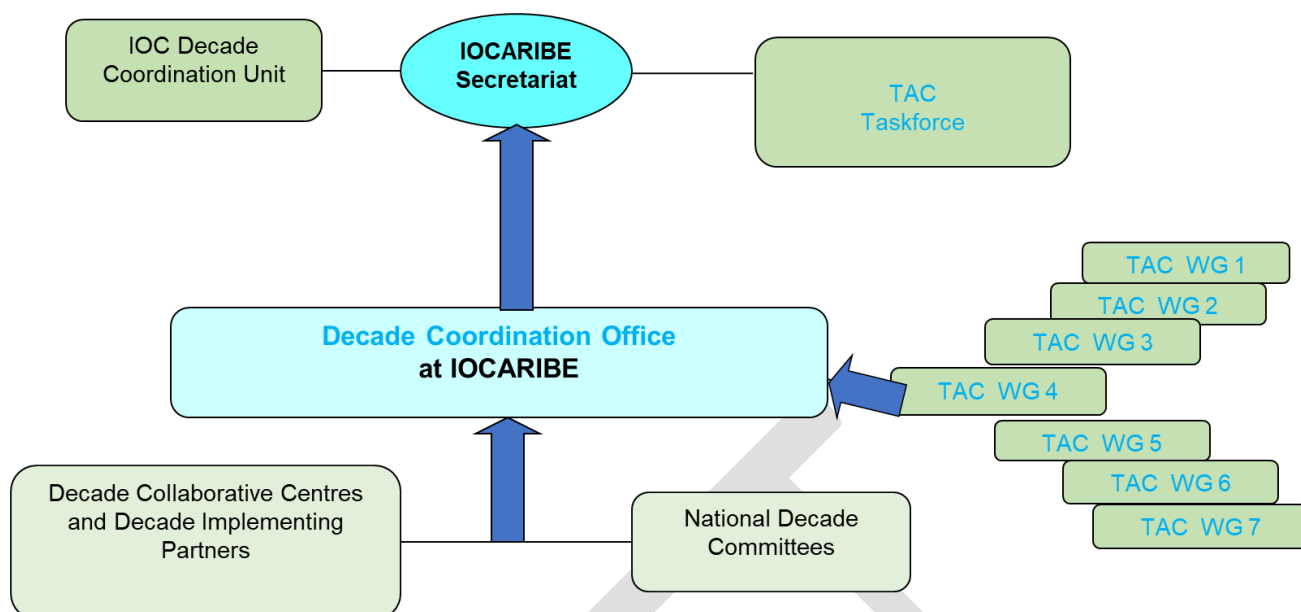 IOC Decade
Coordination Unit
IOCARIBE
Secretariat
TAC
Taskforce
TAC WG 1
TAC WG 2
TAC WG 3
TAC WG 4
TAC WG 5
TAC WG 6
TAC WG 7
Decade Coordination Office
at IOCARIBE
Decade Collaborative Centres
and Decade Implementing
Partners
National Decade
Committees